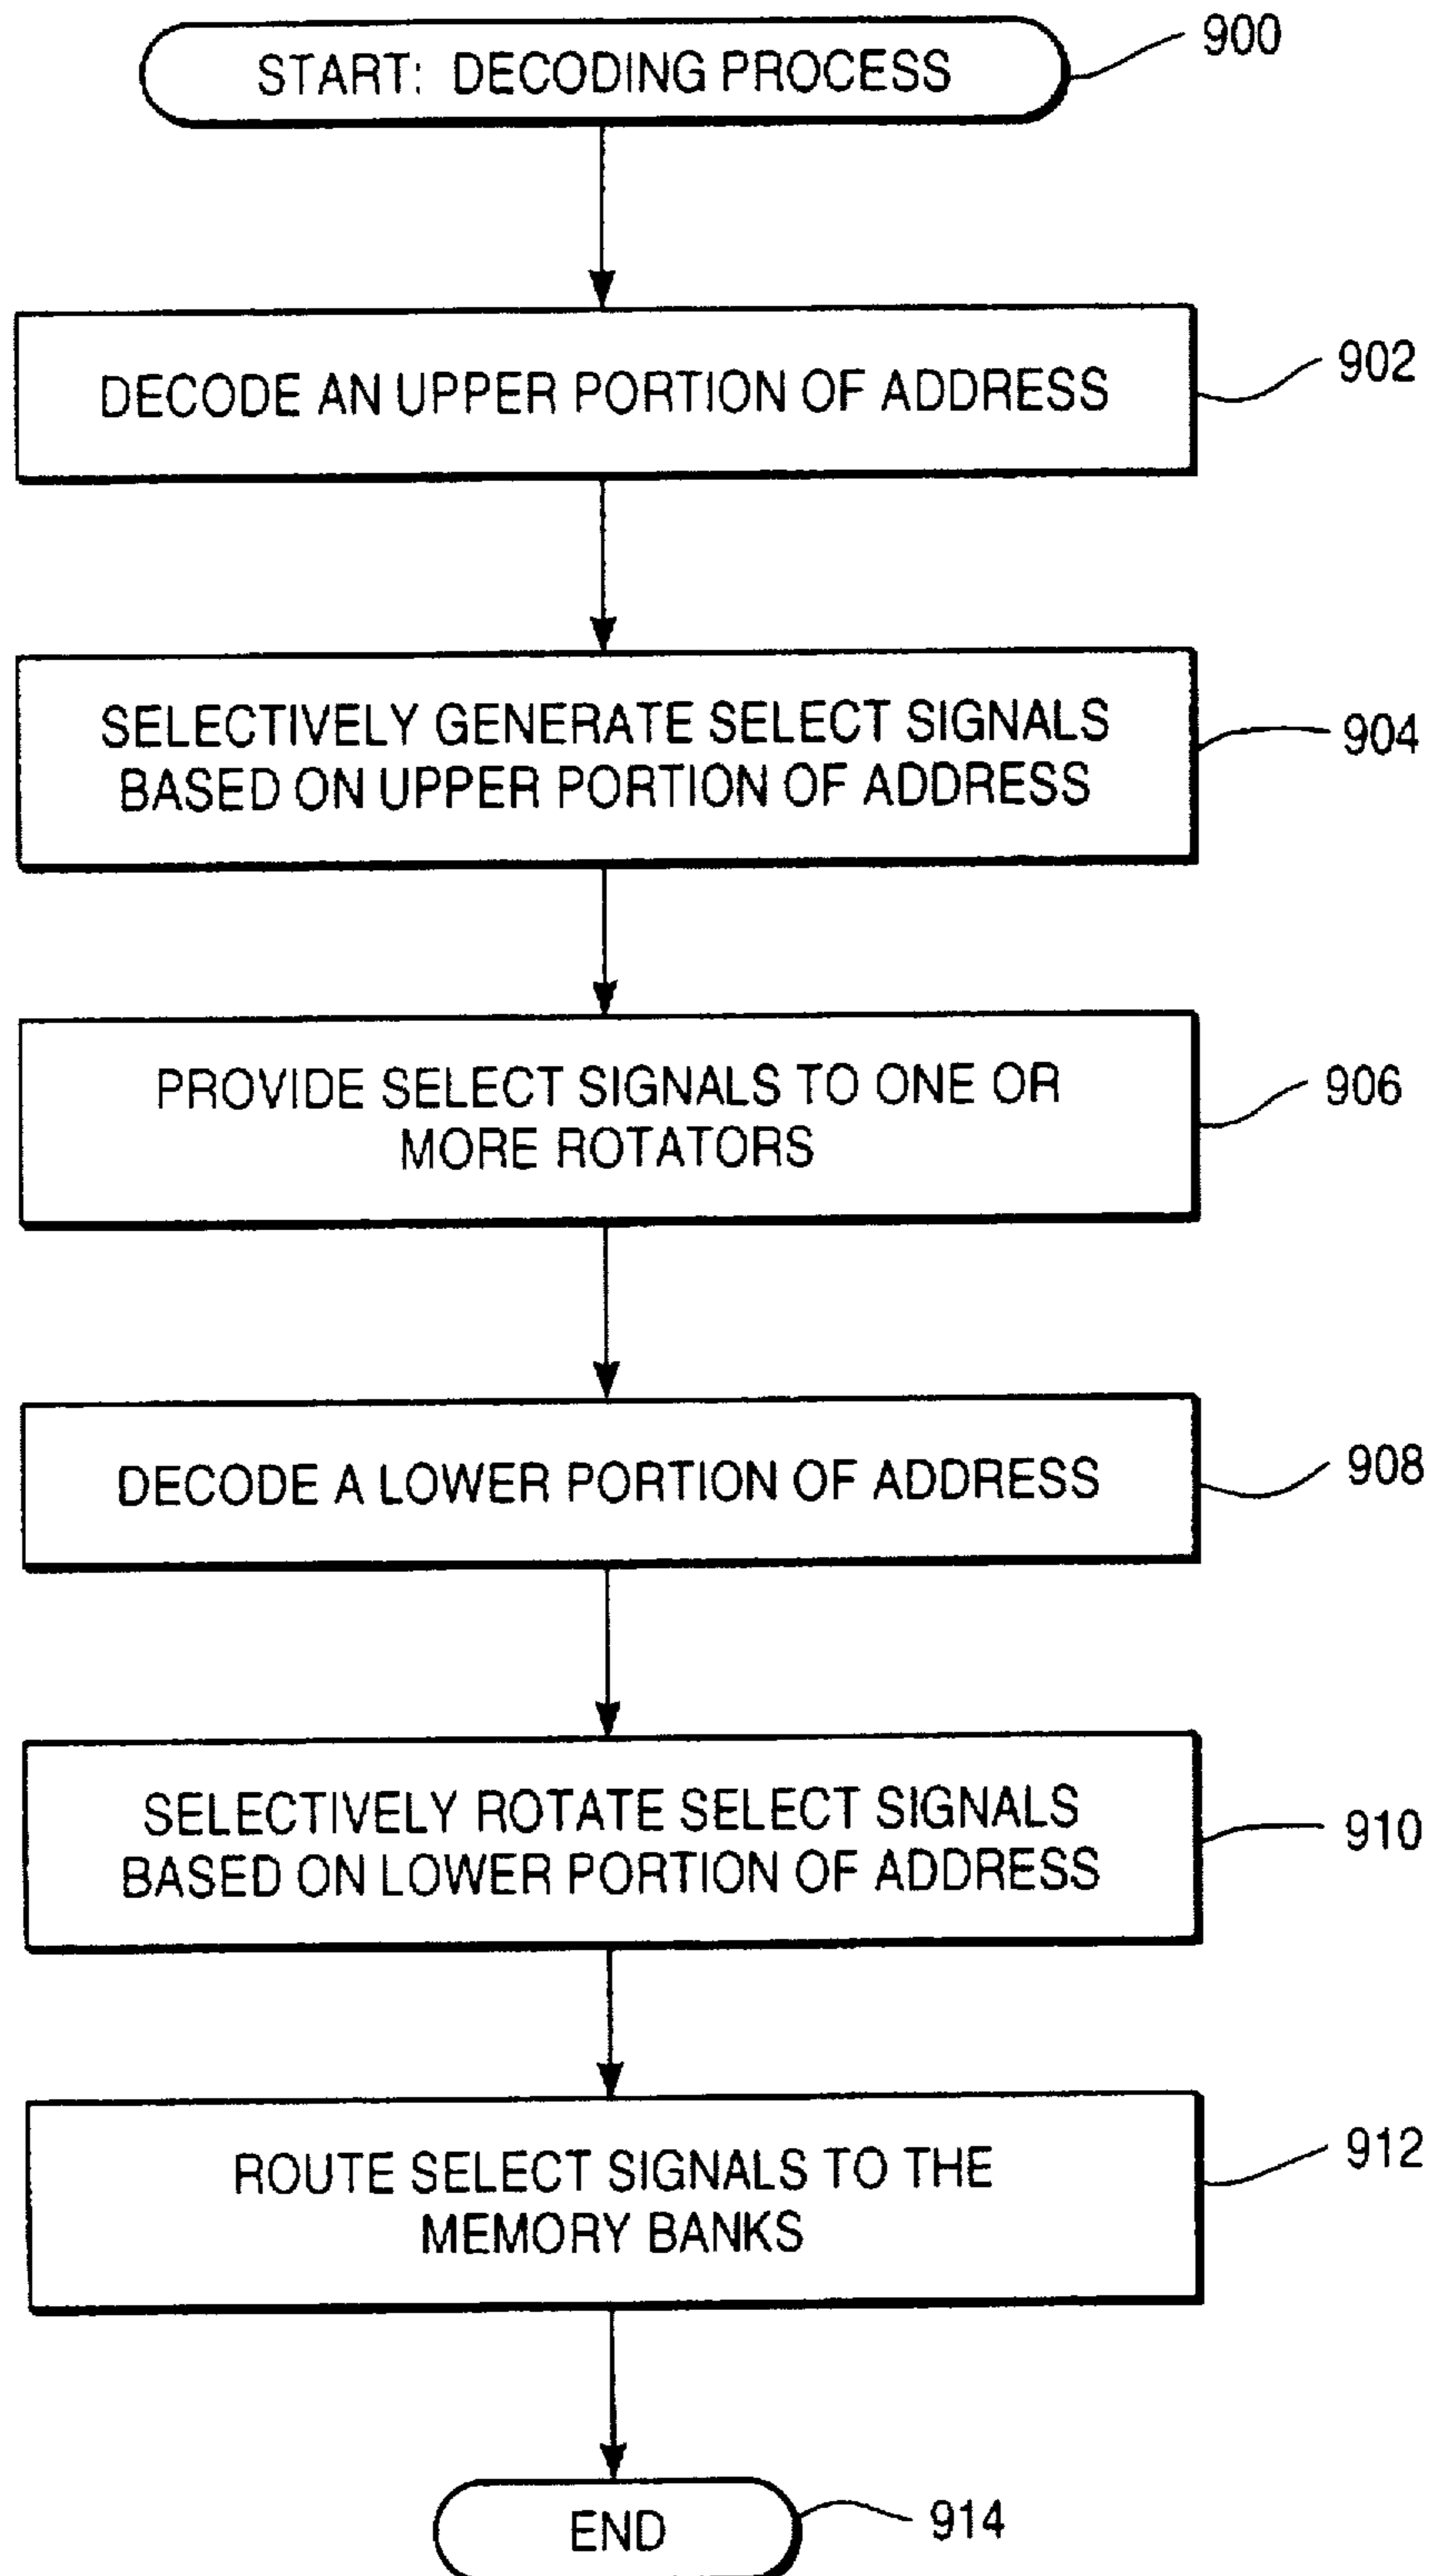 START: DECODING PROCESS
900
DECODE AN UPPER PORTION OF ADDRESS
902
SELECTIVELY GENERATE SELECT SIGNALS
BASED ON UPPER PORTION OF ADDRESS
904
PROVIDE SELECT SIGNALS TO ONE OR
MORE ROTATORS
906
DECODE A LOWER PORTION OF ADDRESS
908
SELECTIVELY ROTATE SELECT SIGNALS
BASED ON LOWER PORTION OF ADDRESS
910
ROUTE SELECT SIGNALS TO THE
MEMORY BANKS
912
END
914